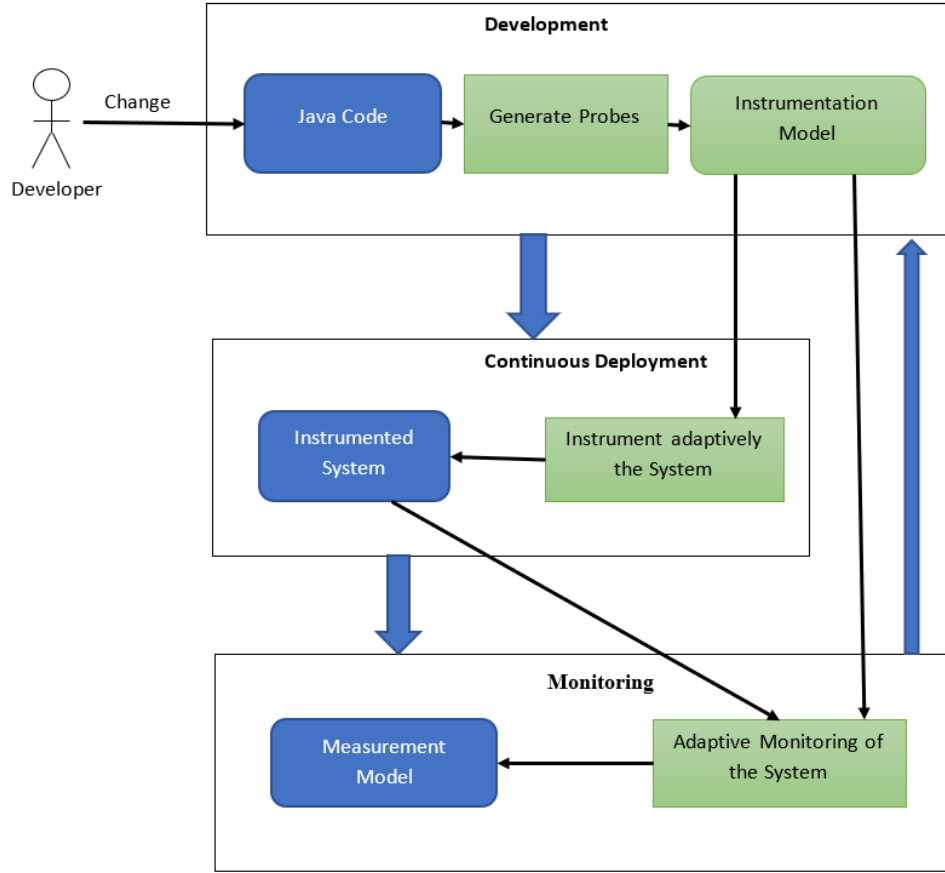 Development
Change
Developer
Java Code
Generate Probes
Instrumentation
Model
Continuous Deployment
Instrumented
System
Instrument adaptively
the System
Monitoring
Measurement
Model
Adaptive Monitoring of
the System